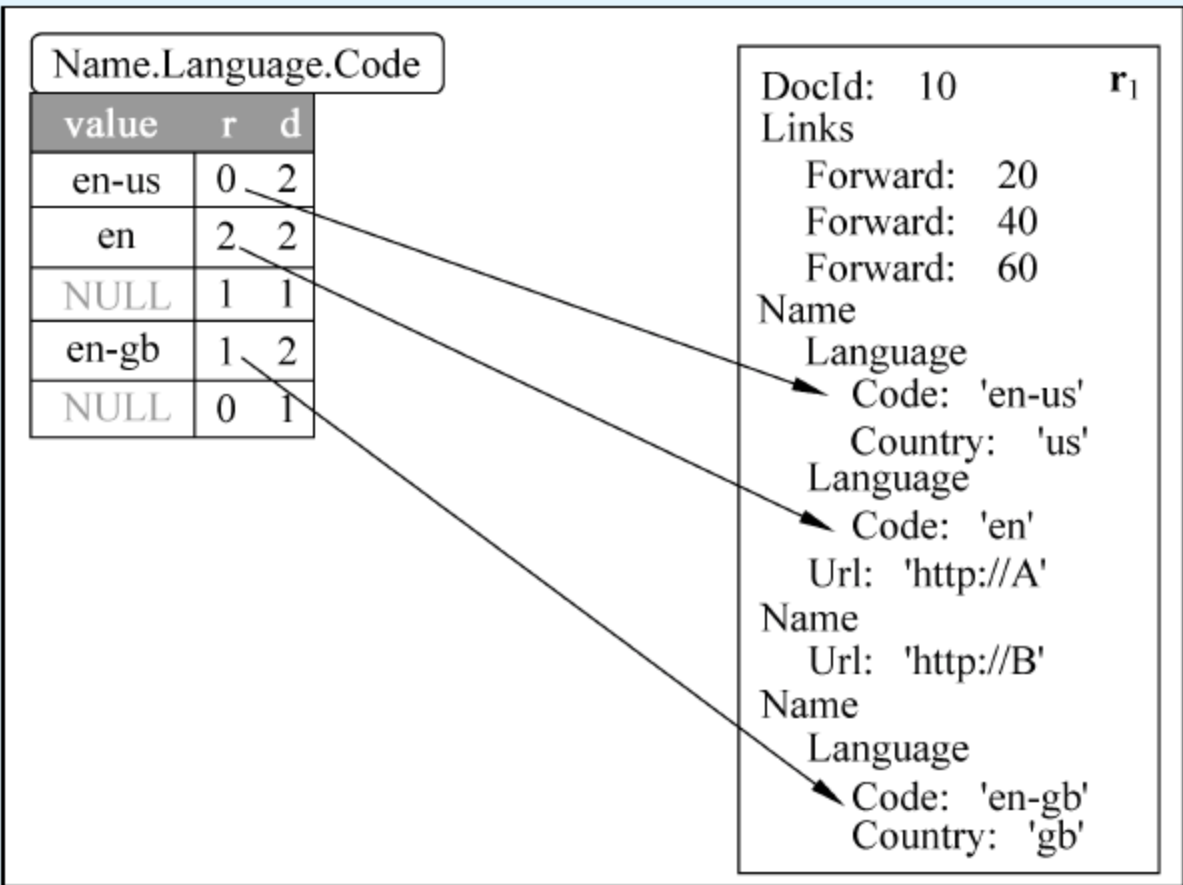 Name.Language.Code
value r d
en-us 0 2
en 2 2
NULL 1 1
en-gb 1 2
NULL 0 1
DocId: 10 r1
Links
Forward: 20
Forward: 40
Forward: 60
Name
Language
Code: 'en-us'
Country: 'us'
Language
Code: 'en'
Url: 'http://A'
Name
Url: 'http://B'
Name
Language
Code: 'en-gb'
Country: 'gb'